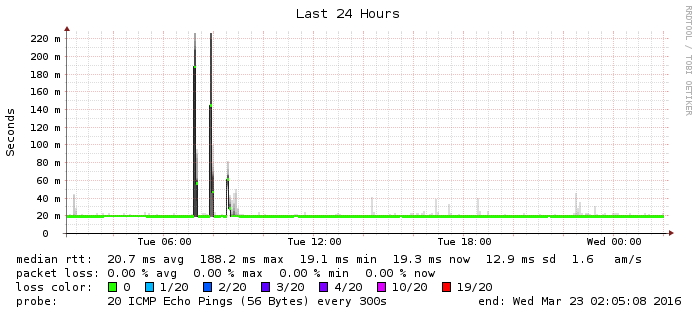 Last 24 Hours
RRDTOOL / TOBI OETIKER
Seconds
220 m
200 m
180 m
160 m
140 m
120 m
100 m
80 m
60 m
40 m
20 m
0
Tue 06:00 Tue 12:00 Tue 18:00 Wed 00:00
median rtt: 20.7 ms avg 188.2 ms max 19.1 ms min 19.3 ms now 12.9 ms sd 1.6 am/s
packet loss: 0.00 % avg 0.00 % max 0.00 % min 0.00 % now
loss color: 0 1/20 2/20 3/20 4/20 10/20 19/20
probe: 20 ICMP Echo Pings (56 Bytes) every 300s end: Wed Mar 23 02:05:08 2016